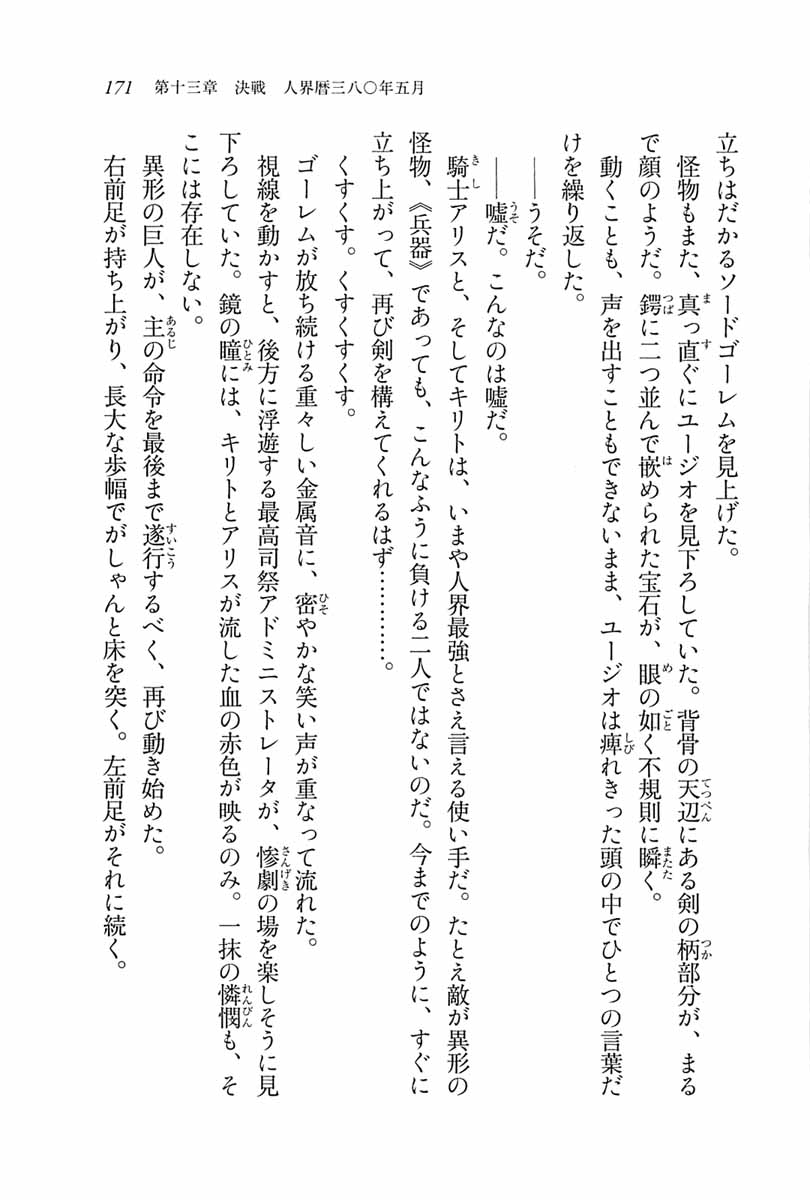 171　第十三章　決戦　人界暦三八〇年五月
立ちはだかるソードゴーレムを見上げた。
　怪物もまた、真っ直ぐにユージオを見下ろしていた。背骨の天辺にある剣の柄部分が、まる
で顔のようだ。鍔に二つ並んで嵌められた宝石が、眼の如く不規則に瞬く。
　動くことも、声を出すこともできないまま、ユージオは痺れきった頭の中でひとつの言葉だ
けを繰り返した。
　――うそだ。
　――嘘だ。こんなのは嘘だ。
　騎士アリスと、そしてキリトは、いまや人界最強とさえ言える使い手だ。たとえ敵が異形の
怪物、《兵器》であっても、こんなふうに負ける二人ではないのだ。今までのように、すぐに
立ち上がって、再び剣を構えてくれるはず…………。
　くすくす。くすくすくす。
　ゴーレムが放ち続ける重々しい金属音に、密やかな笑い声が重なって流れた。
　視線を動かすと、後方に浮遊する最高司祭アドミニストレータが、惨劇の場を楽しそうに見
下ろしていた。鏡の瞳には、キリトとアリスが流した血の赤色が映るのみ。一抹の憐憫も、そ
こには存在しない。
　異形の巨人が、主の命令を最後まで遂行するべく、再び動き始めた。
　右前足が持ち上がり、長大な歩幅でがしゃんと床を突く。左前足がそれに続く。